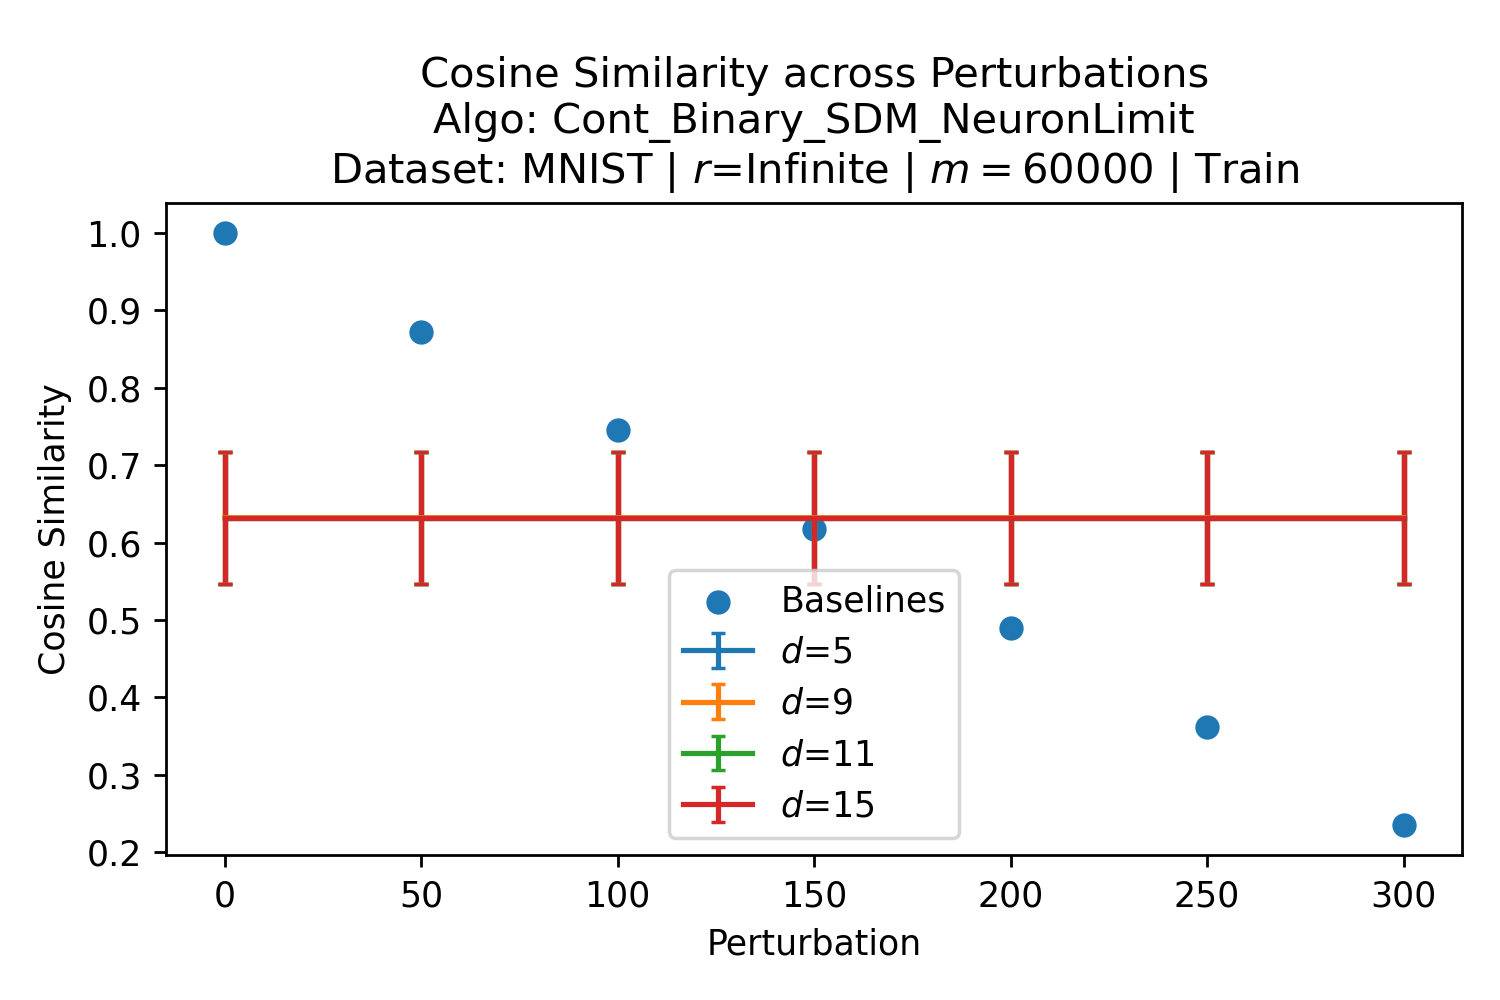 Cosine Similarity across Perturbations
Algo: Cont_Binary_SDM_NeuronLimit
Dataset: MNIST | r=Infinite | m = 60000 | Train
Cosine Similarity
1.0
0.9
0.8
0.7
0.6
0.5
0.4
0.3
0.2
Baselines
d=5
d=9
d=11
d=15
0 50 100 150 200 250 300
Perturbation